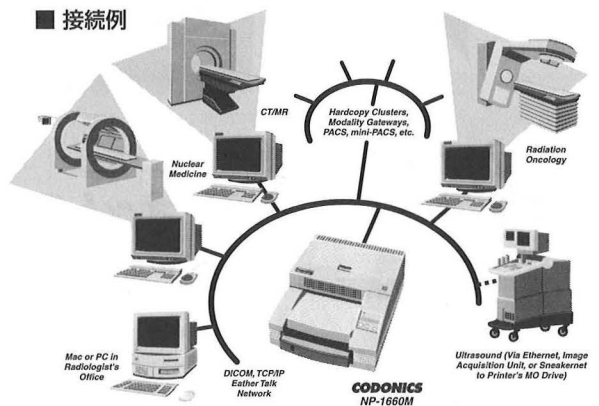 ■ 接続例
CT/MR
Hardcopy Clusters,
Modality Gateways,
PACS, mini-PACS, etc.
Radiation
Oncology
Nuclear
Medicine
Mac or PC in
Radiologist's
Office
DICOM, TCP/IP
Eather Talk
Network
CODONICS
NP-1660M
Ultrasound (Via Ethernet, Image
Acquisition Unit, or Sneakernet
to Printer's MO Drive)